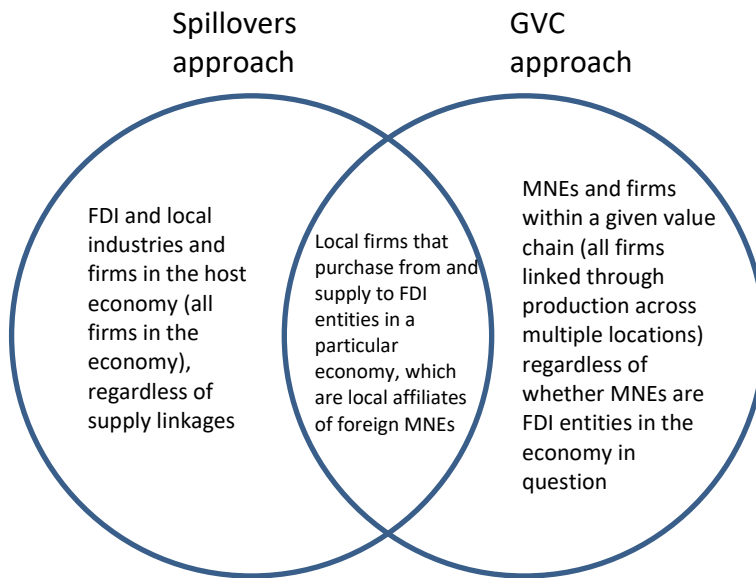 Spillovers
approach
GVC
approach
FDI and local
industries and
firms in the host
economy (all
firms in the
economy),
regardless of
supply linkages
Local firms that
purchase from and
supply to FDI
entities in a
particular
economy, which
are local affiliates
of foreign MNEs
MNEs and firms
within a given value
chain (all firms
linked through
production across
multiple locations)
regardless of
whether MNEs are
FDI entities in the
economy in
question